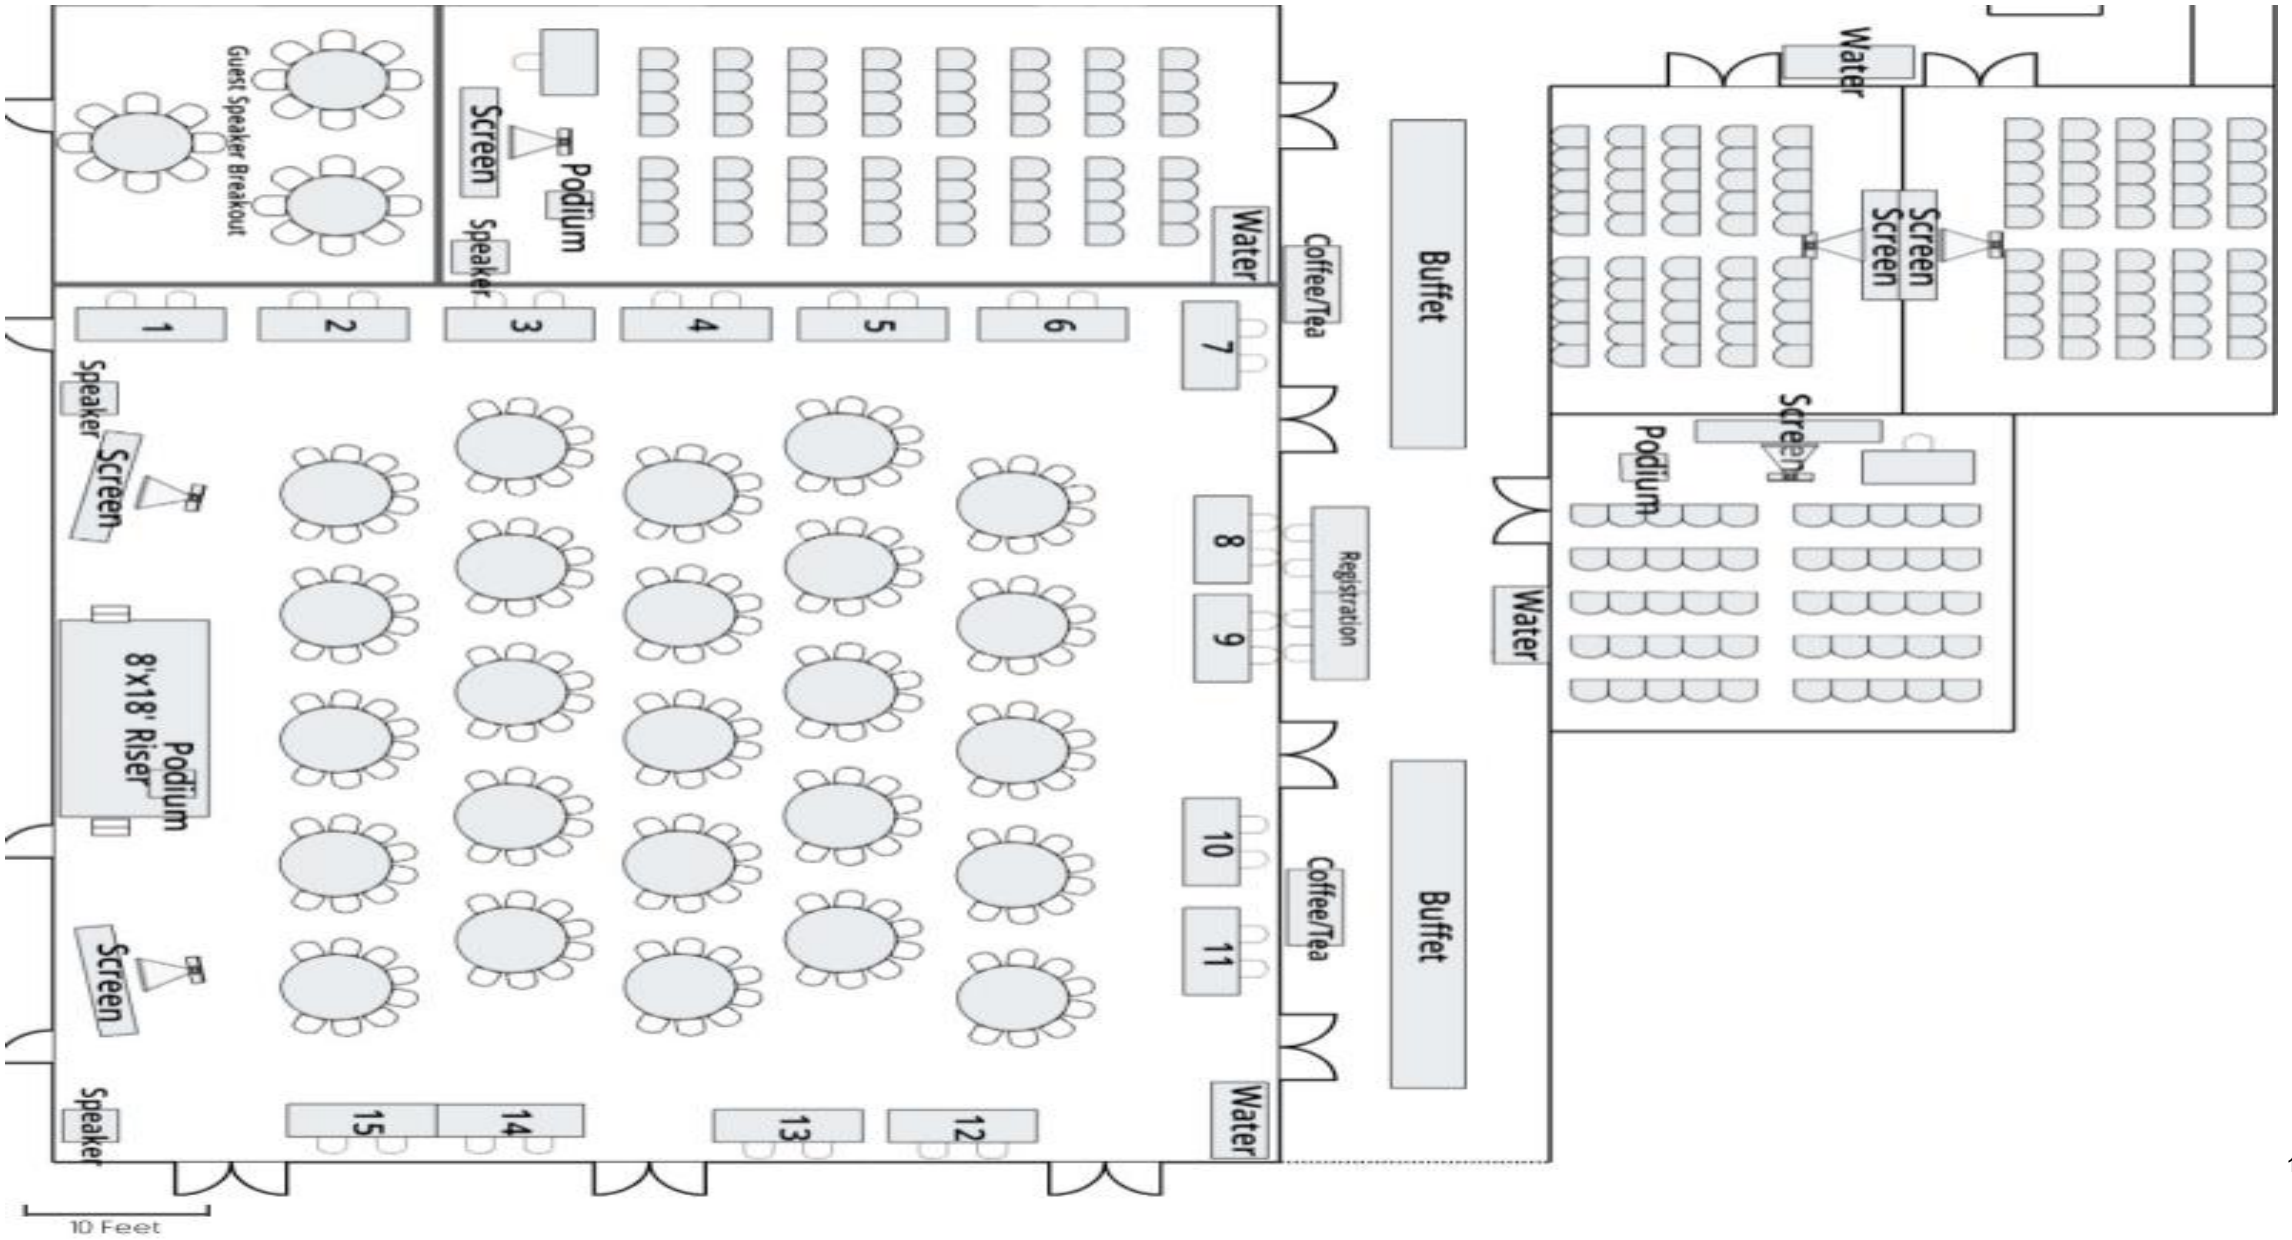 Guest Speaker Breakout
Screen
Podium
Speaker
Water
Coffee/Tea
Buffet
Water
Screen
Screen
1
2
3
4
5
6
7
Speaker
Screen
8'x18' Riser
Podium
Screen
Speaker
8
9
Registration
Water
Screen
Podium
10
11
Coffee/Tea
Buffet
15
14
13
12
Water
10 Feet